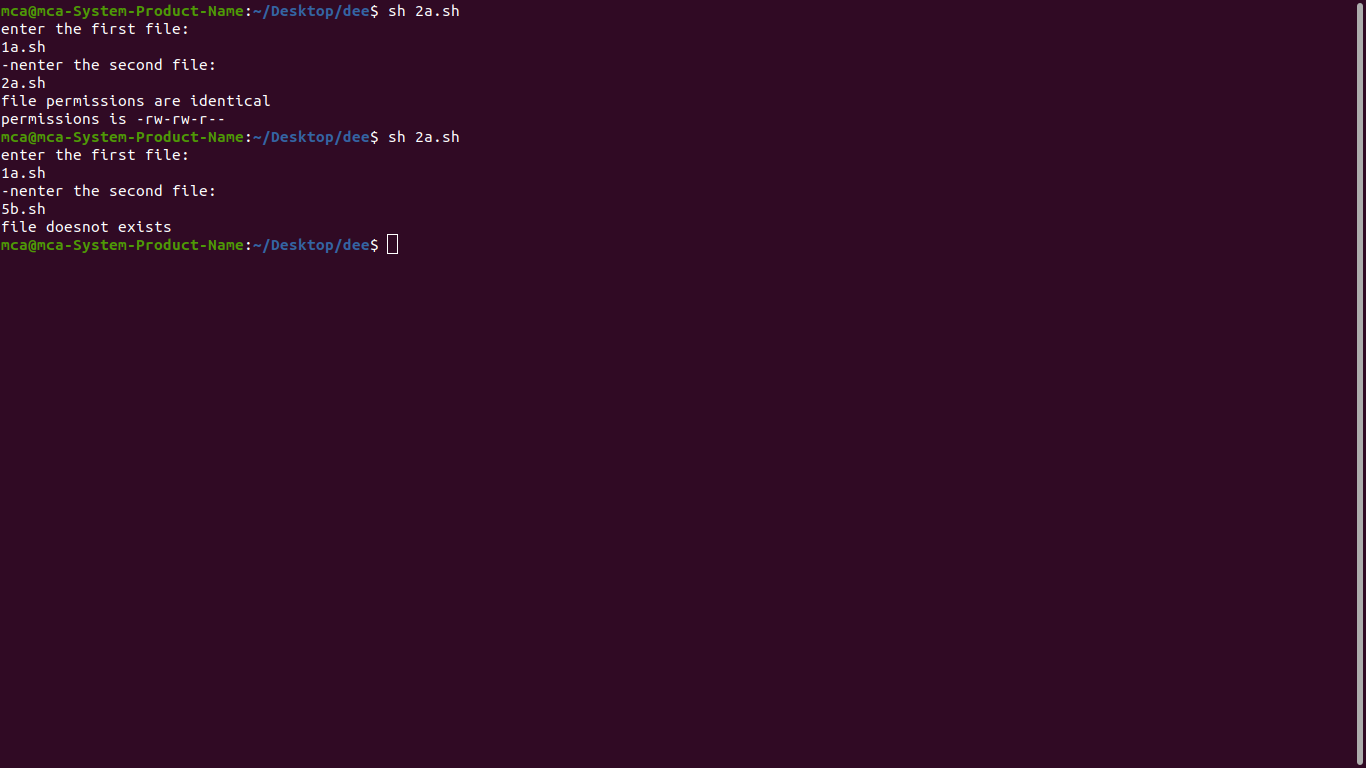 mca@mca-System-Product-Name:~/Desktop/dee$ sh 2a.sh
enter the first file:
1a.sh
-nenter the second file:
2a.sh
file permissions are identical
permissions is -rw-rw-r--
mca@mca-System-Product-Name:~/Desktop/dee$ sh 2a.sh
enter the first file:
1a.sh
-nenter the second file:
5b.sh
file doesnot exists
mca@mca-System-Product-Name:~/Desktop/dee$